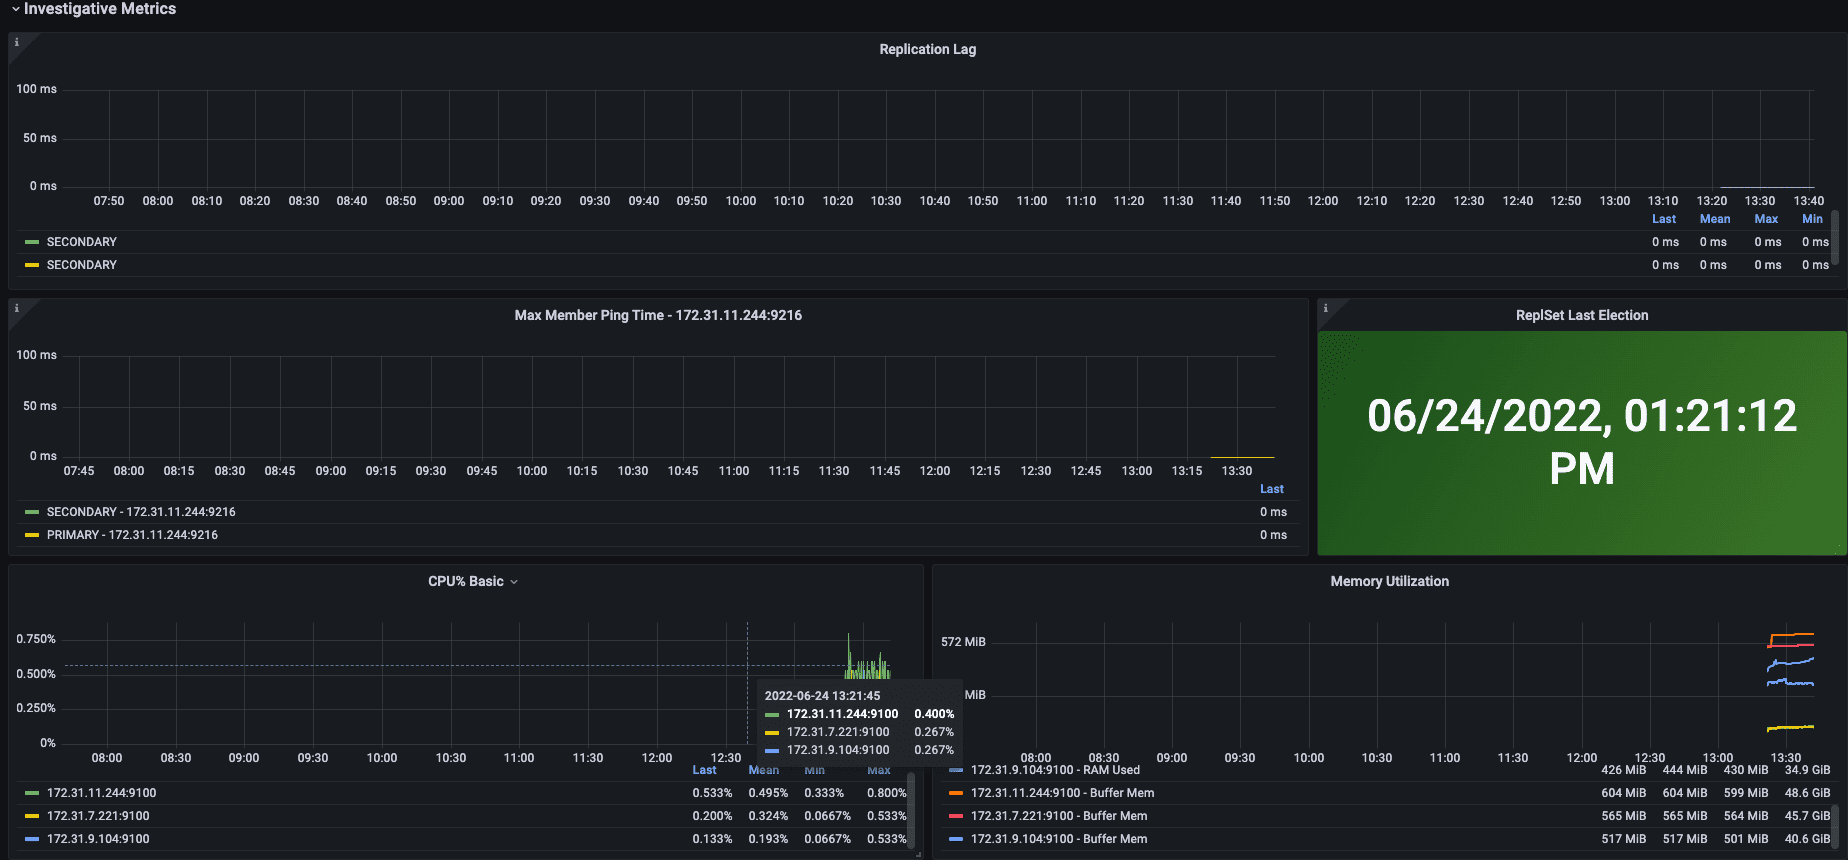 Investigative Metrics
Replication Lag
100 ms
50 ms
0 ms
07:50 08:00 08:10 08:20 08:30 08:40 08:50 09:00 09:10 09:20 09:30 09:40 09:50 10:00 10:10 10:20 10:30 10:40 10:50 11:00 11:10 11:20 11:30 11:40 11:50 12:00 12:10 12:20 12:30 12:40 12:50 13:00 13:10 13:20 13:30 13:40
Last Mean Max Min
SECONDARY 0 ms 0 ms 0 ms 0 ms
SECONDARY 0 ms 0 ms 0 ms 0 ms
Max Member Ping Time - 172.31.11.244:9216
100 ms
50 ms
0 ms
07:45 08:00 08:15 08:30 08:45 09:00 09:15 09:30 09:45 10:00 10:15 10:30 10:45 11:00 11:15 11:30 11:45 12:00 12:15 12:30 12:45 13:00 13:15 13:30
Last
SECONDARY - 172.31.11.244:9216 0 ms
PRIMARY - 172.31.11.244:9216 0 ms
ReplSet Last Election
06/24/2022, 01:21:12
PM
CPU% Basic
0.750%
0.500%
0.250%
0%
08:00 08:30 09:00 09:30 10:00 10:30 11:00 11:30 12:00 12:30
2022-06-24 13:21:45
172.31.11.244:9100 0.400%
172.31.7.221:9100 0.267%
172.31.9.104:9100 0.267%
Last Mean Min Max
172.31.11.244:9100 0.533% 0.495% 0.333% 0.800%
172.31.7.221:9100 0.200% 0.324% 0.0667% 0.533%
172.31.9.104:9100 0.133% 0.193% 0.0667% 0.533%
Memory Utilization
572 MiB
MiB
08:00 08:30 09:00 09:30 10:00 10:30 11:00 11:30 12:00 12:30 13:00 13:30
172.31.9.104:9100 - RAM Used 426 MiB 444 MiB 430 MiB 34.9 GiB
172.31.11.244:9100 - Buffer Mem 604 MiB 604 MiB 599 MiB 48.6 GiB
172.31.7.221:9100 - Buffer Mem 565 MiB 565 MiB 564 MiB 45.7 GiB
172.31.9.104:9100 - Buffer Mem 517 MiB 517 MiB 501 MiB 40.6 GiB